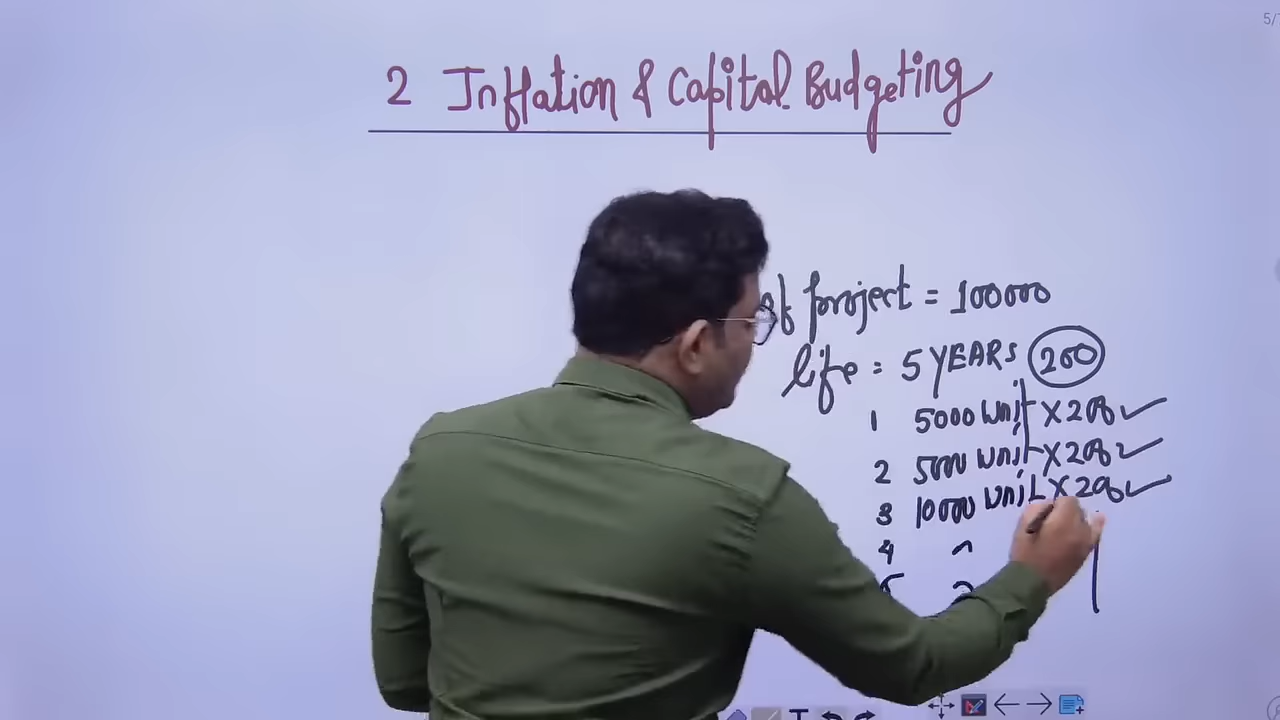 5/
2 Inflation & Capital Budgeting
of project = 100000
life = 5 YEARS 200
1 5000 Unit X 200
2 5000 Unit X 200
3 10000 Unit X 200
4
5